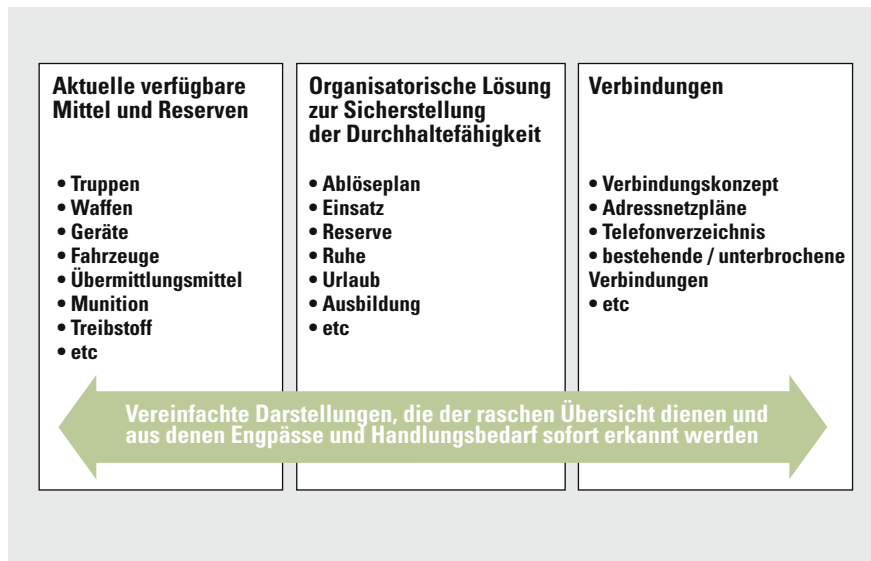 Aktuelle verfügbare
Mittel und Reserven
• Truppen
• Waffen
• Geräte
• Fahrzeuge
• Übermittlungsmittel
• Munition
• Treibstoff
• etc
Organisatorische Lösung
zur Sicherstellung
der Durchhaltefähigkeit
• Ablöseplan
• Einsatz
• Reserve
• Ruhe
• Urlaub
• Ausbildung
• etc
Verbindungen
• Verbindungskonzept
• Adressnetzpläne
• Telefonverzeichnis
• bestehende / unterbrochene
Verbindungen
• etc
Vereinfachte Darstellungen, die der raschen Übersicht dienen und
aus denen Engpässe und Handlungsbedarf sofort erkannt werden